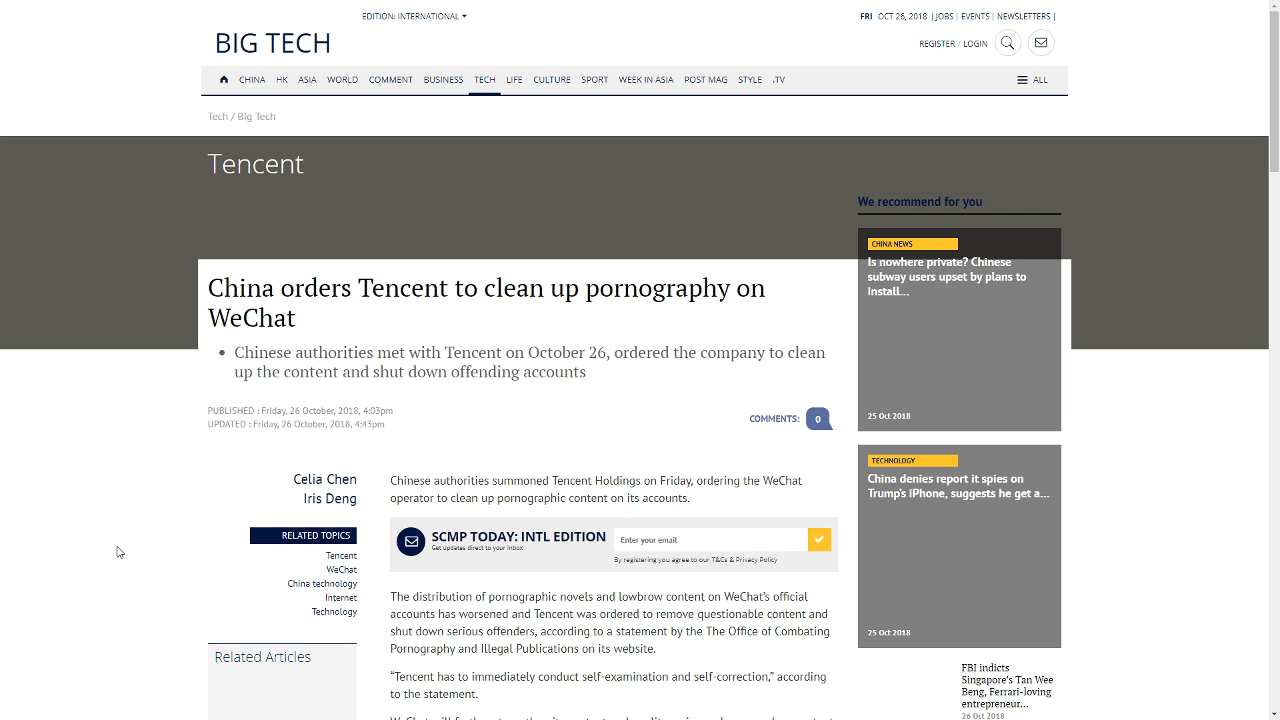 EDITION: INTERNATIONAL
FRI OCT 26, 2018 | JOBS | EVENTS | NEWSLETTERS |
BIG TECH
REGISTER / LOGIN
CHINA HK ASIA WORLD COMMENT BUSINESS TECH LIFE CULTURE SPORT WEEK IN ASIA POST MAG STYLE .TV
ALL
Tech / Big Tech
Tencent
China orders Tencent to clean up pornography on
WeChat
• Chinese authorities met with Tencent on October 26, ordered the company to clean
up the content and shut down offending accounts
PUBLISHED : Friday, 26 October, 2018, 4:03pm
UPDATED : Friday, 26 October, 2018, 4:43pm
COMMENTS: 0
Celia Chen
Iris Deng
RELATED TOPICS
Tencent
WeChat
China technology
Internet
Technology
Related Articles
Chinese authorities summoned Tencent Holdings on Friday, ordering the WeChat
operator to clean up pornographic content on its accounts.
SCMP TODAY: INTL EDITION
Get updates direct to your inbox
Enter your email
By registering you agree to our T&Cs & Privacy Policy
The distribution of pornographic novels and lowbrow content on WeChat's official
accounts has worsened and Tencent was ordered to remove questionable content and
shut down serious offenders, according to a statement by the The Office of Combating
Pornography and Illegal Publications on its website.
“Tencent has to immediately conduct self-examination and self-correction,” according
to the statement.
We recommend for you
CHINA NEWS
Is nowhere private? Chinese
subway users upset by plans to
install...
25 Oct 2018
TECHNOLOGY
China denies report it spies on
Trump's iPhone, suggests he get a...
25 Oct 2018
FBI indicts
Singapore's Tan Wee
Beng, Ferrari-loving
entrepreneur...
26 Oct 2018